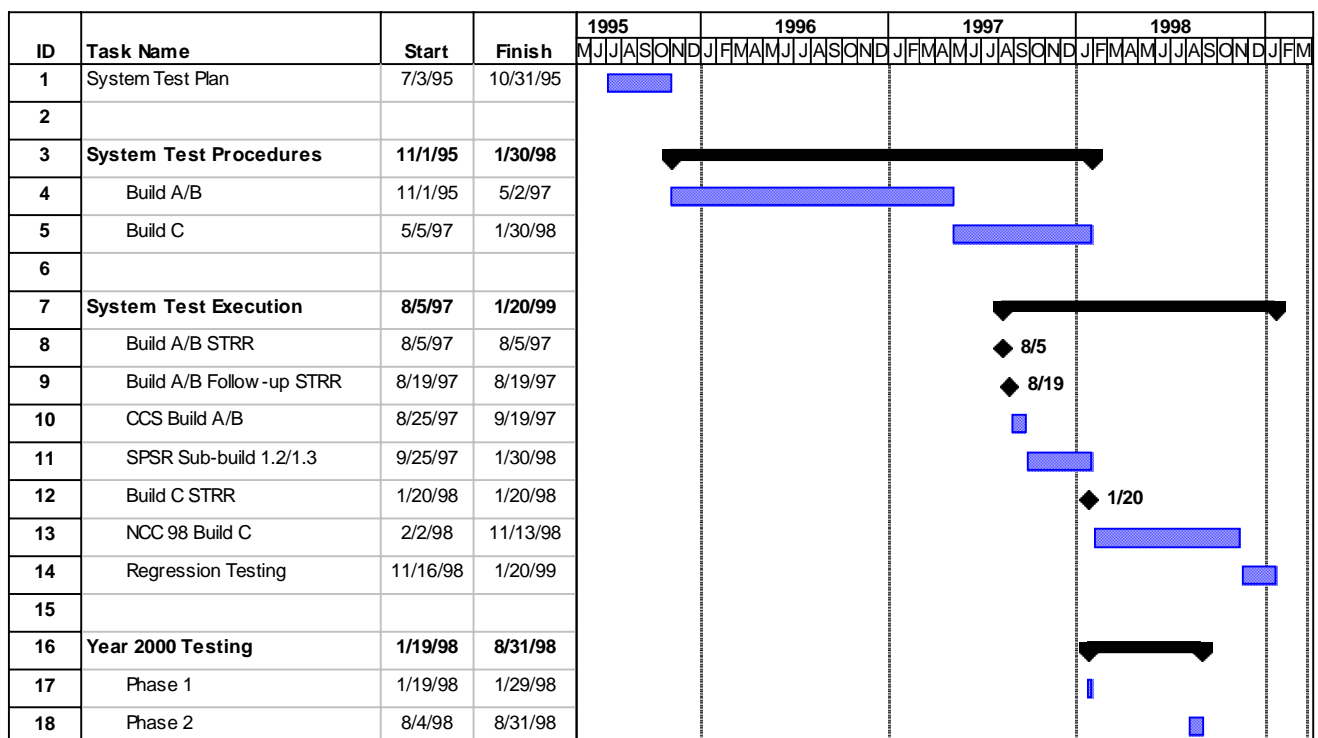 1995 1996 1997 1998
ID Task Name Start Finish M J J A S O N D J F M A M J J A S O N D J F M A M J J A S O N D J F M A M J J A S O N D J F M
1 System Test Plan 7/3/95 10/31/95
2
3 System Test Procedures 11/1/95 1/30/98
4 Build A/B 11/1/95 5/2/97
5 Build C 5/5/97 1/30/98
6
7 System Test Execution 8/5/97 1/20/99
8 Build A/B STRR 8/5/97 8/5/97 8/5
9 Build A/B Follow-up STRR 8/19/97 8/19/97 8/19
10 CCS Build A/B 8/25/97 9/19/97
11 SPSR Sub-build 1.2/1.3 9/25/97 1/30/98
12 Build C STRR 1/20/98 1/20/98 1/20
13 NCC 98 Build C 2/2/98 11/13/98
14 Regression Testing 11/16/98 1/20/99
15
16 Year 2000 Testing 1/19/98 8/31/98
17 Phase 1 1/19/98 1/29/98
18 Phase 2 8/4/98 8/31/98